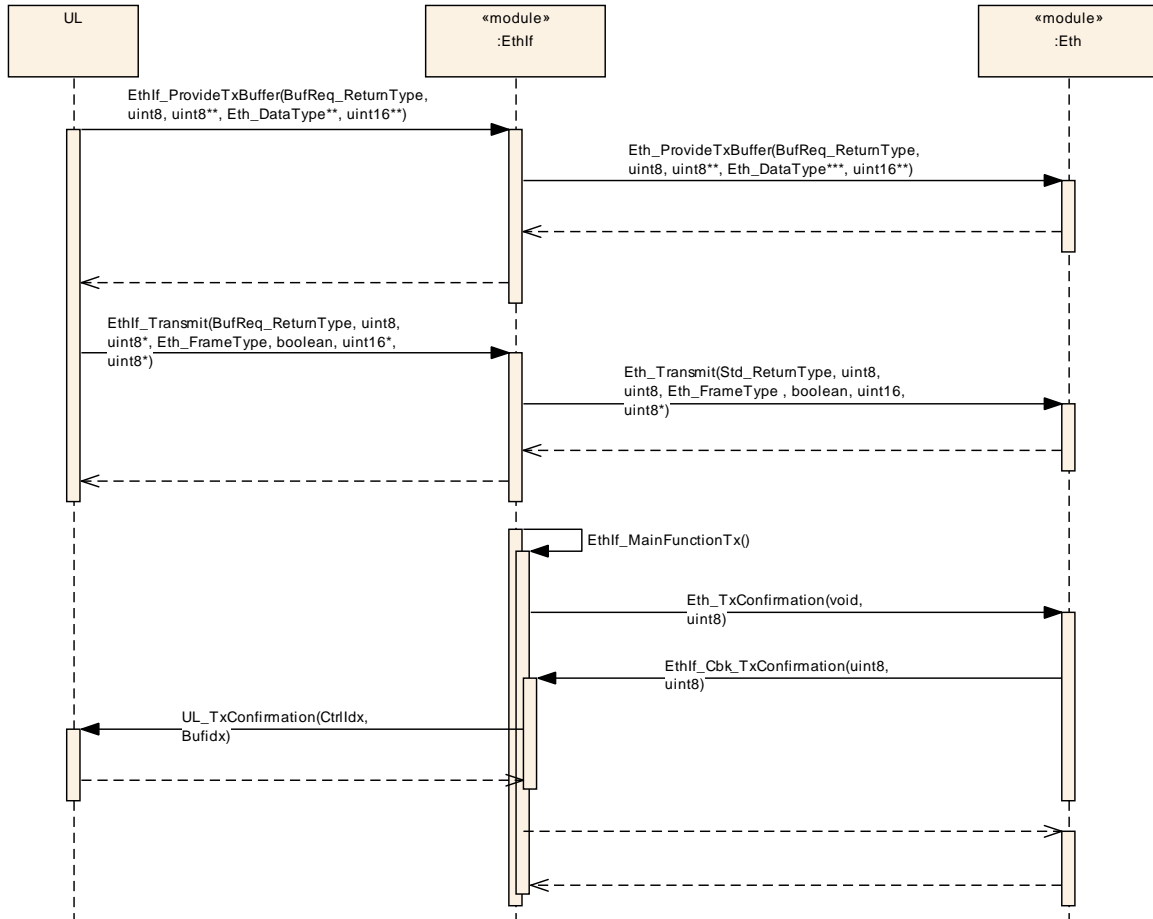 UL
«module»
:EthIf
«module»
:Eth
EthIf_ProvideTxBuffer(BufReq_ReturnType,
uint8, uint8**, Eth_DataType**, uint16**)
Eth_ProvideTxBuffer(BufReq_ReturnType,
uint8, uint8**, Eth_DataType***, uint16**)
EthIf_Transmit(BufReq_ReturnType, uint8,
uint8*, Eth_FrameType, boolean, uint16*,
uint8*)
Eth_Transmit(Std_ReturnType, uint8,
uint8, Eth_FrameType , boolean, uint16,
uint8*)
EthIf_MainFunctionTx()
Eth_TxConfirmation(void,
uint8)
EthIf_Cbk_TxConfirmation(uint8,
uint8)
UL_TxConfirmation(CtrlIdx,
Bufidx)